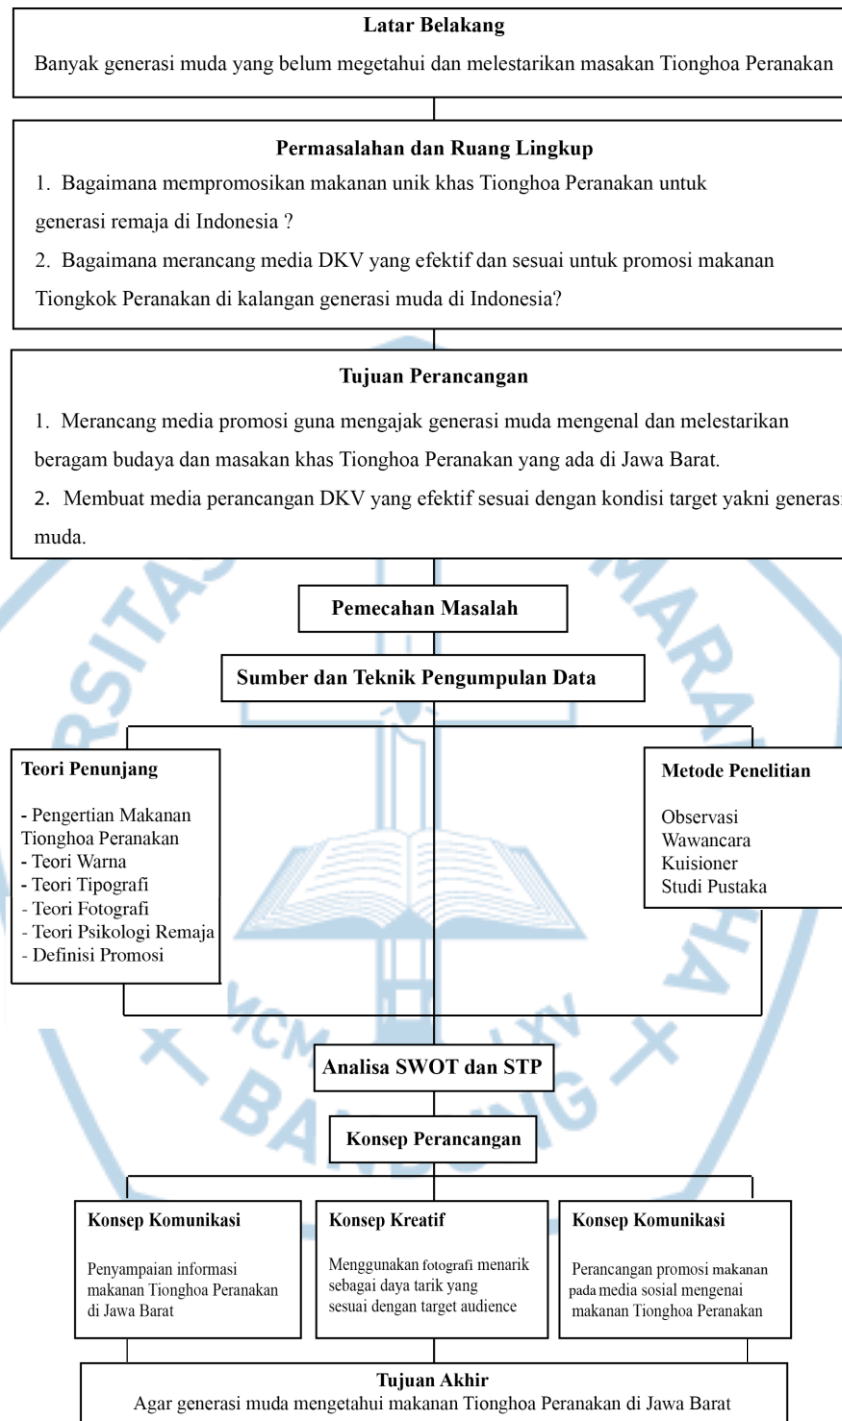 Latar Belakang
Banyak generasi muda yang belum megetahui dan melestarikan masakan Tionghoa Peranakan
Permasalahan dan Ruang Lingkup
1. Bagaimana mempromosikan makanan unik khas Tionghoa Peranakan untuk
generasi remaja di Indonesia ?
2. Bagaimana merancang media DKV yang efektif dan sesuai untuk promosi makanan
Tiongkok Peranakan di kalangan generasi muda di Indonesia?
Tujuan Perancangan
1. Merancang media promosi guna mengajak generasi muda mengenal dan melestarikan
beragam budaya dan masakan khas Tionghoa Peranakan yang ada di Jawa Barat.
2. Membuat media perancangan DKV yang efektif sesuai dengan kondisi target yakni generasi
muda.
Pemecahan Masalah
Sumber dan Teknik Pengumpulan Data
Teori Penunjang
- Pengertian Makanan
Tionghoa Peranakan
- Teori Warna
- Teori Tipografi
- Teori Fotografi
- Teori Psikologi Remaja
- Definisi Promosi
Metode Penelitian
Observasi
Wawancara
Kuisioner
Studi Pustaka
Analisa SWOT dan STP
BANDUNG
Konsep Perancangan
Konsep Komunikasi
Penyampaian informasi
makanan Tionghoa Peranakan
di Jawa Barat
Konsep Kreatif
Menggunakan fotografi menarik
sebagai daya tarik yang
sesuai dengan target audience
Konsep Komunikasi
Perancangan promosi makanan
pada media sosial mengenai
makanan Tionghoa Peranakan
Tujuan Akhir
Agar generasi muda mengetahui makanan Tionghoa Peranakan di Jawa Barat